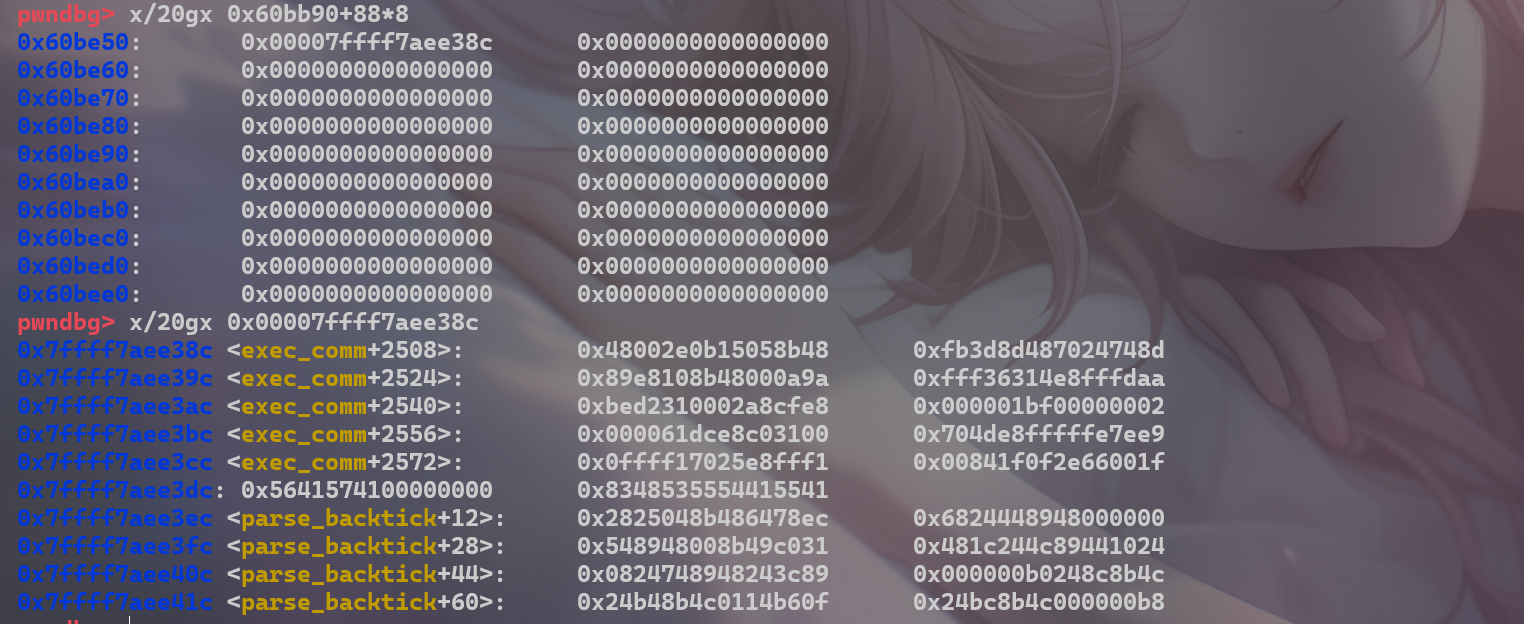 pwndbg> x/20gx 0x60bb90+88*8
0x60be50: 0x00007ffff7aee38c 0x0000000000000000
0x60be60: 0x0000000000000000 0x0000000000000000
0x60be70: 0x0000000000000000 0x0000000000000000
0x60be80: 0x0000000000000000 0x0000000000000000
0x60be90: 0x0000000000000000 0x0000000000000000
0x60bea0: 0x0000000000000000 0x0000000000000000
0x60beb0: 0x0000000000000000 0x0000000000000000
0x60bec0: 0x0000000000000000 0x0000000000000000
0x60bed0: 0x0000000000000000 0x0000000000000000
0x60bee0: 0x0000000000000000 0x0000000000000000
pwndbg> x/20gx 0x00007ffff7aee38c
0x7ffff7aee38c <exec_comm+2508>: 0x48002e0b15058b48 0xfb3d8d487024748d
0x7ffff7aee39c <exec_comm+2524>: 0x89e8108b48000a9a 0xfff36314e8fffdaa
0x7ffff7aee3ac <exec_comm+2540>: 0xbed2310002a8cfe8 0x000001bf00000002
0x7ffff7aee3bc <exec_comm+2556>: 0x000061dce8c03100 0x704de8fffffe7ee9
0x7ffff7aee3cc <exec_comm+2572>: 0x0ffff17025e8fff1 0x00841f0f2e66001f
0x7ffff7aee3dc: 0x5641574100000000 0x8348535554415541
0x7ffff7aee3ec <parse_backtick+12>: 0x2825048b486478ec 0x6824448948000000
0x7ffff7aee3fc <parse_backtick+28>: 0x548948008b49c031 0x481c244c89441024
0x7ffff7aee40c <parse_backtick+44>: 0x0824748948243c89 0x000000b0248c8b4c
0x7ffff7aee41c <parse_backtick+60>: 0x24b48b4c0114b60f 0x24bc8b4c000000b8